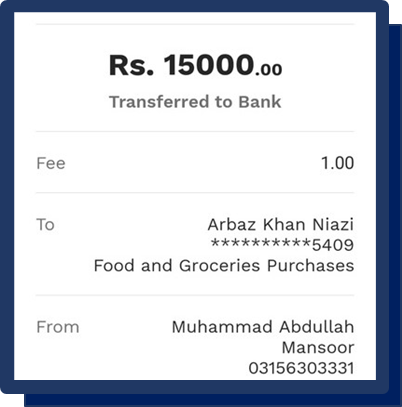 Rs. 15000.00
Transferred to Bank
Fee 1.00
To Arbaz Khan Niazi
**********5409
Food and Groceries Purchases
From Muhammad Abdullah
Mansoor
03156303331